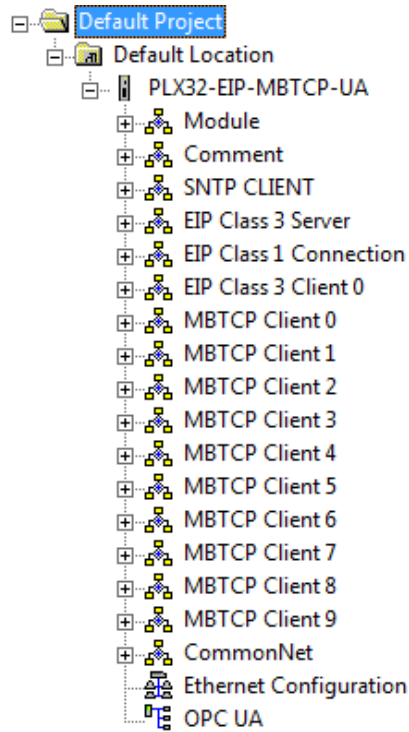 Default Project
Default Location
PLX32-EIP-MBTCP-UA
Module
Comment
SNTP CLIENT
EIP Class 3 Server
EIP Class 1 Connection
EIP Class 3 Client 0
MBTCP Client 0
MBTCP Client 1
MBTCP Client 2
MBTCP Client 3
MBTCP Client 4
MBTCP Client 5
MBTCP Client 6
MBTCP Client 7
MBTCP Client 8
MBTCP Client 9
CommonNet
Ethernet Configuration
OPC UA